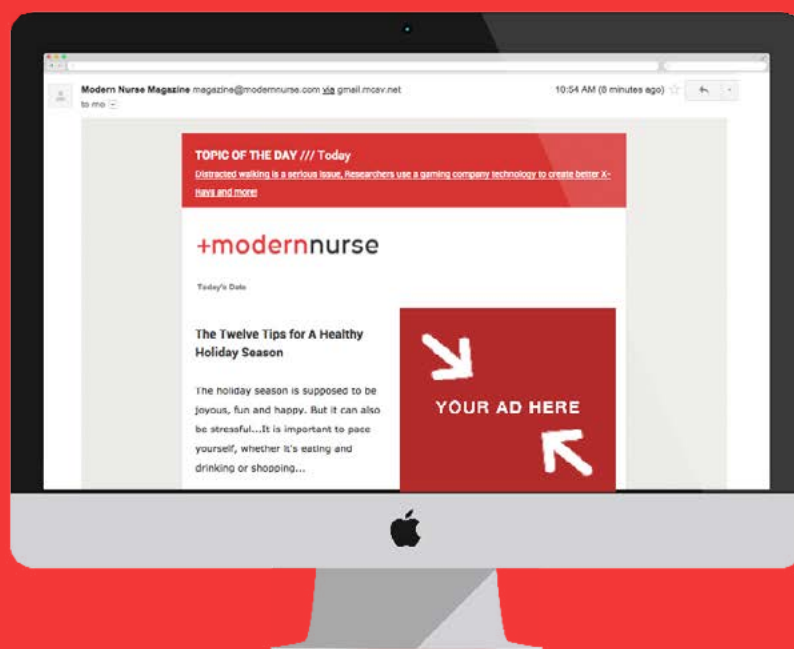 Modern Nurse Magazine magazine@modernnurse.com via gmail.mcsv.net
10:54 AM (8 minutes ago)
to me
TOPIC OF THE DAY /// Today
Distracted walking is a serious issue, Researchers use a gaming company technology to create better X-
Rays and more!
+modernnurse
Today's Date
The Twelve Tips for A Healthy
Holiday Season
The holiday season is supposed to be
joyous, fun and happy. But it can also
be stressful...It is important to pace
yourself, whether it's eating and
drinking or shopping...
YOUR AD HERE